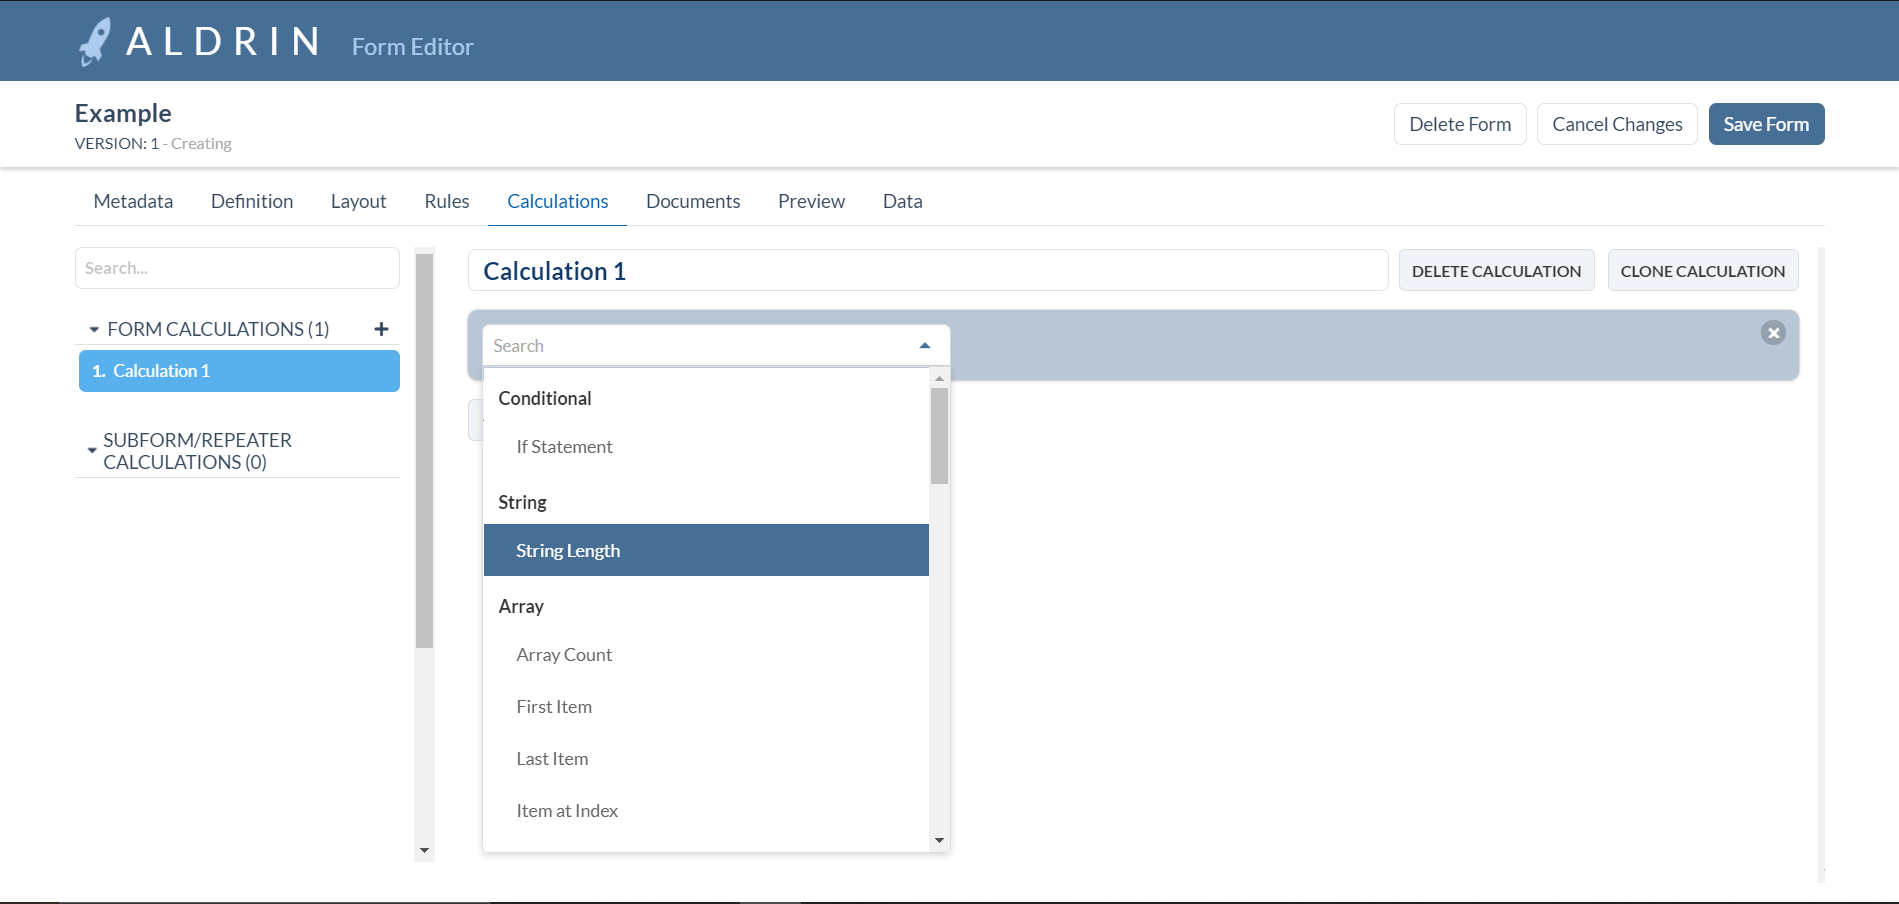 ALDRIN Form Editor
Example
VERSION: 1 - Creating
Delete Form
Cancel Changes
Save Form
Metadata
Definition
Layout
Rules
Calculations
Documents
Preview
Data
Search...
FORM CALCULATIONS (1)
1. Calculation 1
SUBFORM/REPEATER
CALCULATIONS (0)
Calculation 1
DELETE CALCULATION
CLONE CALCULATION
Search
Conditional
If Statement
String
String Length
Array
Array Count
First Item
Last Item
Item at Index